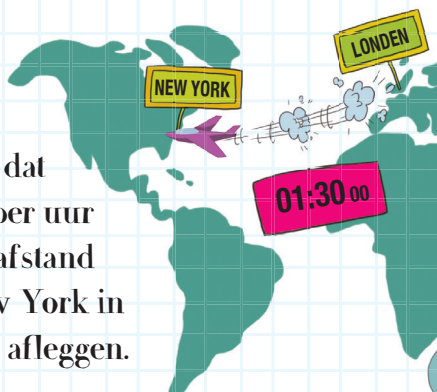 LONDEN
NEW YORK
01:30 00
dat
per uur
afstand
York in
afleggen.